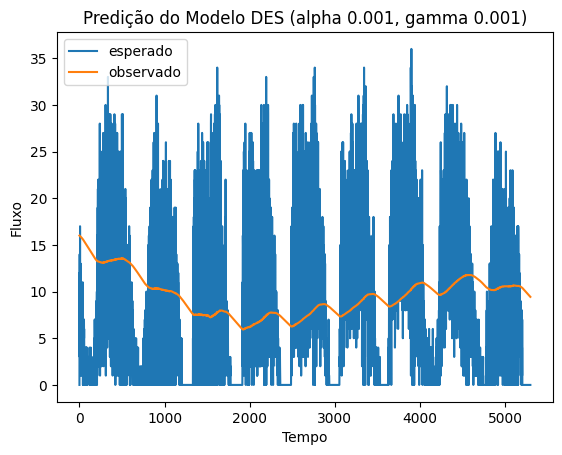 Predição do Modelo DES (alpha 0.001, gamma 0.001)
esperado
observado
35
30
25
20
15
10
5
0
Fluxo
0 1000 2000 3000 4000 5000
Tempo